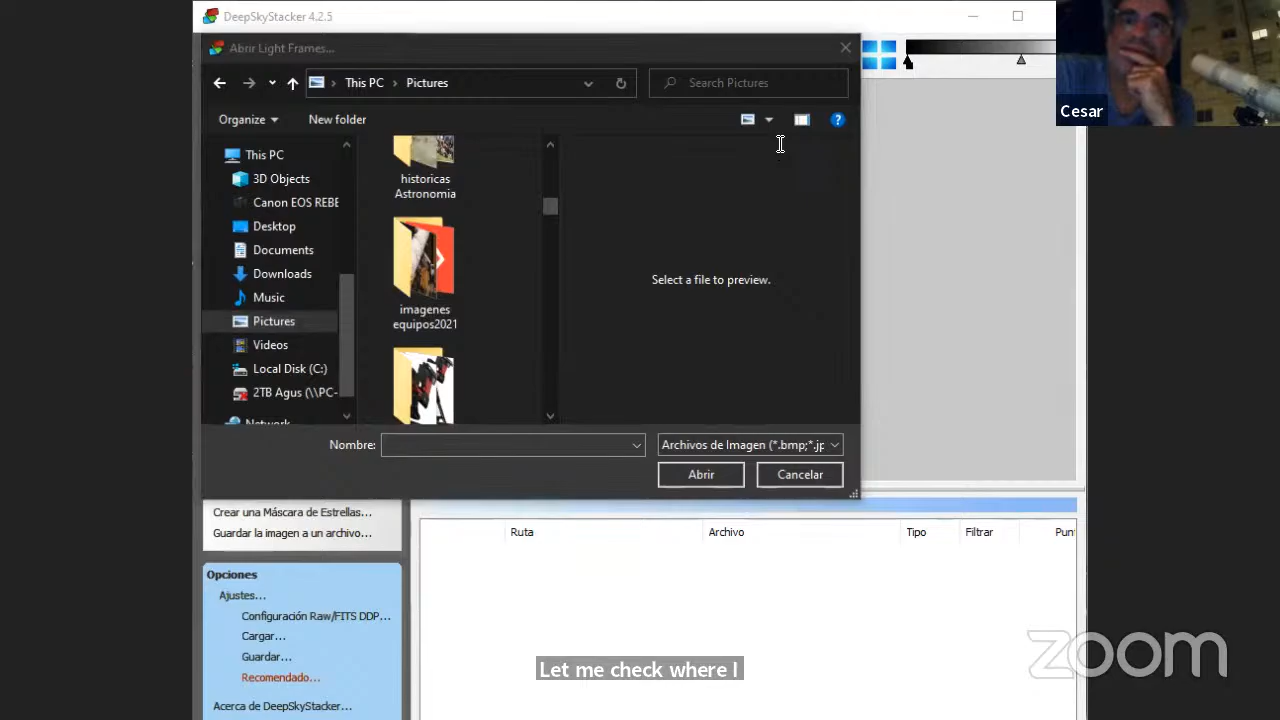 DeepSkyStacker 4.2.5
Abrir Light Frames...
This PC
Pictures
Search Pictures
Organize
New folder
This PC
3D Objects
Canon EOS REBE
Desktop
Documents
Downloads
Music
Pictures
Videos
Local Disk (C:)
2TB Agus (\\PC-
Network
historicas
Astronomia
imagenes
equipos2021
Select a file to preview.
Nombre:
Archivos de Imagen (*.bmp;*.jp
Abrir
Cancelar
Cesar
Crear una Máscara de Estrellas...
Guardar la imagen a un archivo...
Opciones
Ajustes...
Configuración Raw/FITS DDP...
Cargar...
Guardar...
Recomendado...
Acerca de DeepSkyStacker...
Ruta
Archivo
Tipo
Filtrar
Pun
Let me check where I
zoom